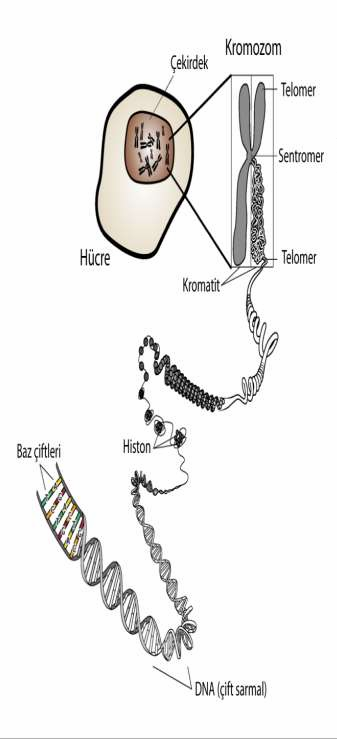 Kromozom
Çekirdek
Telomer
Sentromer
Hücre
Telomer
Kromatit
Histon
Baz çiftleri
DNA (çift sarmal)